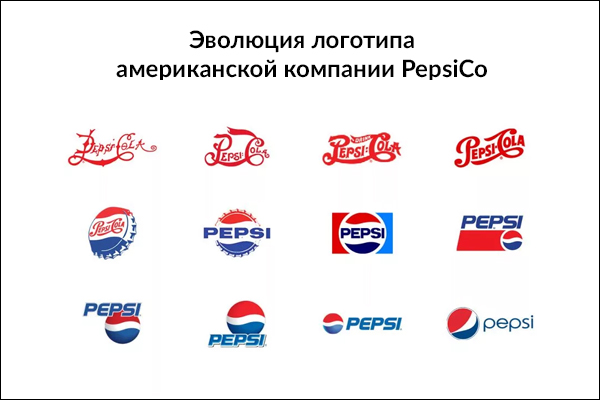 Эволюция логотипа
американской компании PepsiCo
Pepsi-Cola
PEPSI-COLA
DRINK
PEPSI:COLA
PEPSI-COLA
PEPSI-COLA
PEPSI
PEPSI
PEPSI
PEPSI
PEPSI
PEPSI
pepsi